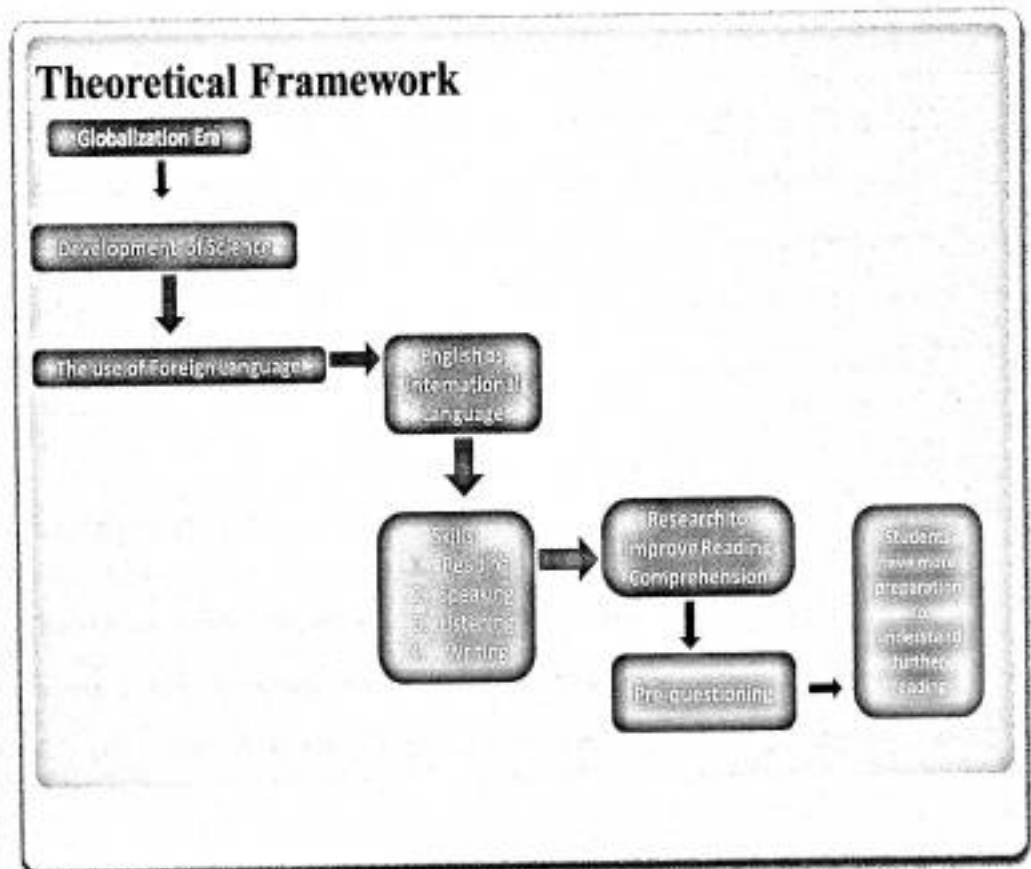 Theoretical Framework
Globalization Era
Development of Science
The use of Foreign Language
English as
International
Language
Skills
1. Reading
2. Speaking
3. Listening
4. Writing
Research to
Improve Reading
Comprehension
Pre-questioning
Students
have more
preparation
to
understand
further
reading